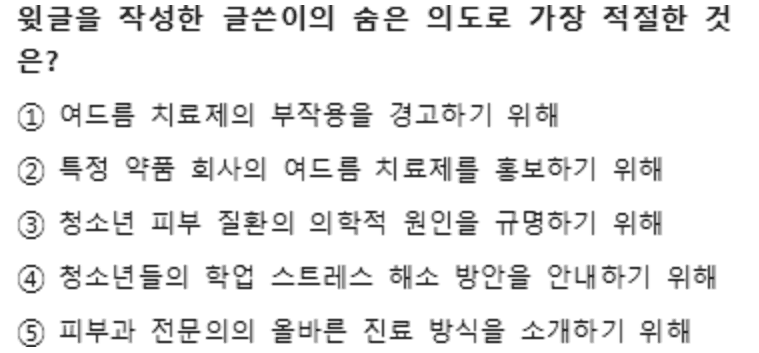 윗글을 작성한 글쓴이의 숨은 의도로 가장 적절한 것
은?
① 여드름 치료제의 부작용을 경고하기 위해
② 특정 약품 회사의 여드름 치료제를 홍보하기 위해
③ 청소년 피부 질환의 의학적 원인을 규명하기 위해
④ 청소년들의 학업 스트레스 해소 방안을 안내하기 위해
⑤ 피부과 전문의의 올바른 진료 방식을 소개하기 위해